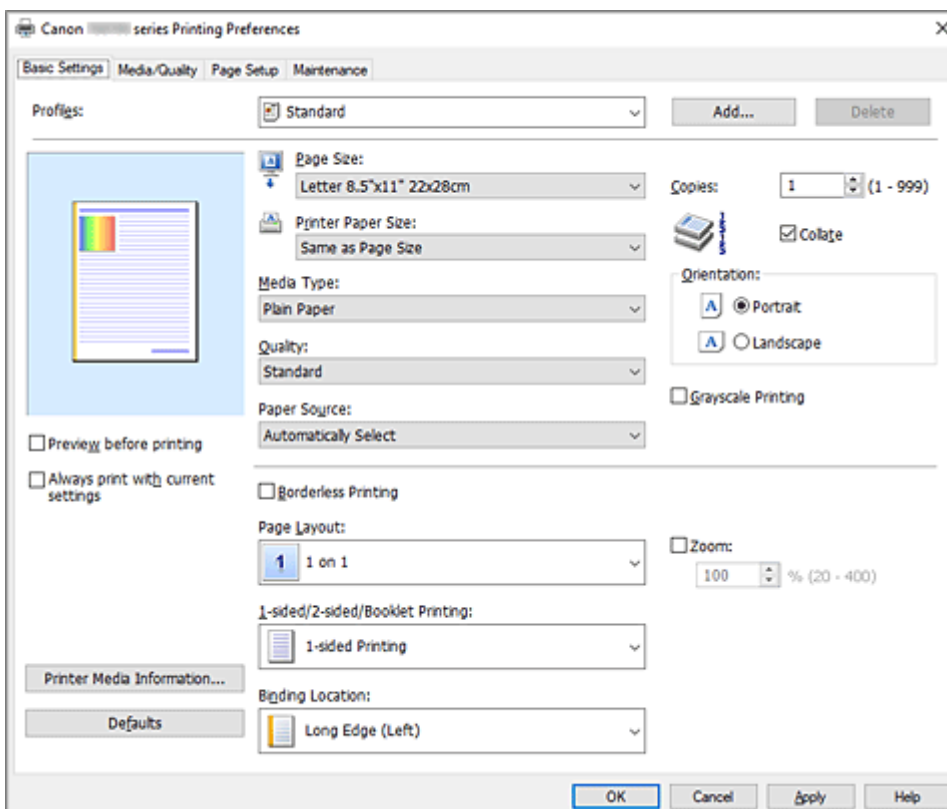 Canon series Printing Preferences
Basic Settings Media/Quality Page Setup Maintenance
Profiles: Standard Add... Delete
Page Size:
Letter 8.5"x11" 22x28cm
Copies: 1 (1 - 999)
Printer Paper Size:
Same as Page Size
Collate
Media Type:
Plain Paper
Orientation:
A Portrait
A Landscape
Quality:
Standard
Grayscale Printing
Paper Source:
Automatically Select
Preview before printing
Always print with current
settings
Borderless Printing
Page Layout:
1 1 on 1
Zoom:
100 % (20 - 400)
1-sided/2-sided/Booklet Printing:
1-sided Printing
Printer Media Information...
Defaults
Binding Location:
Long Edge (Left)
OK Cancel Apply Help